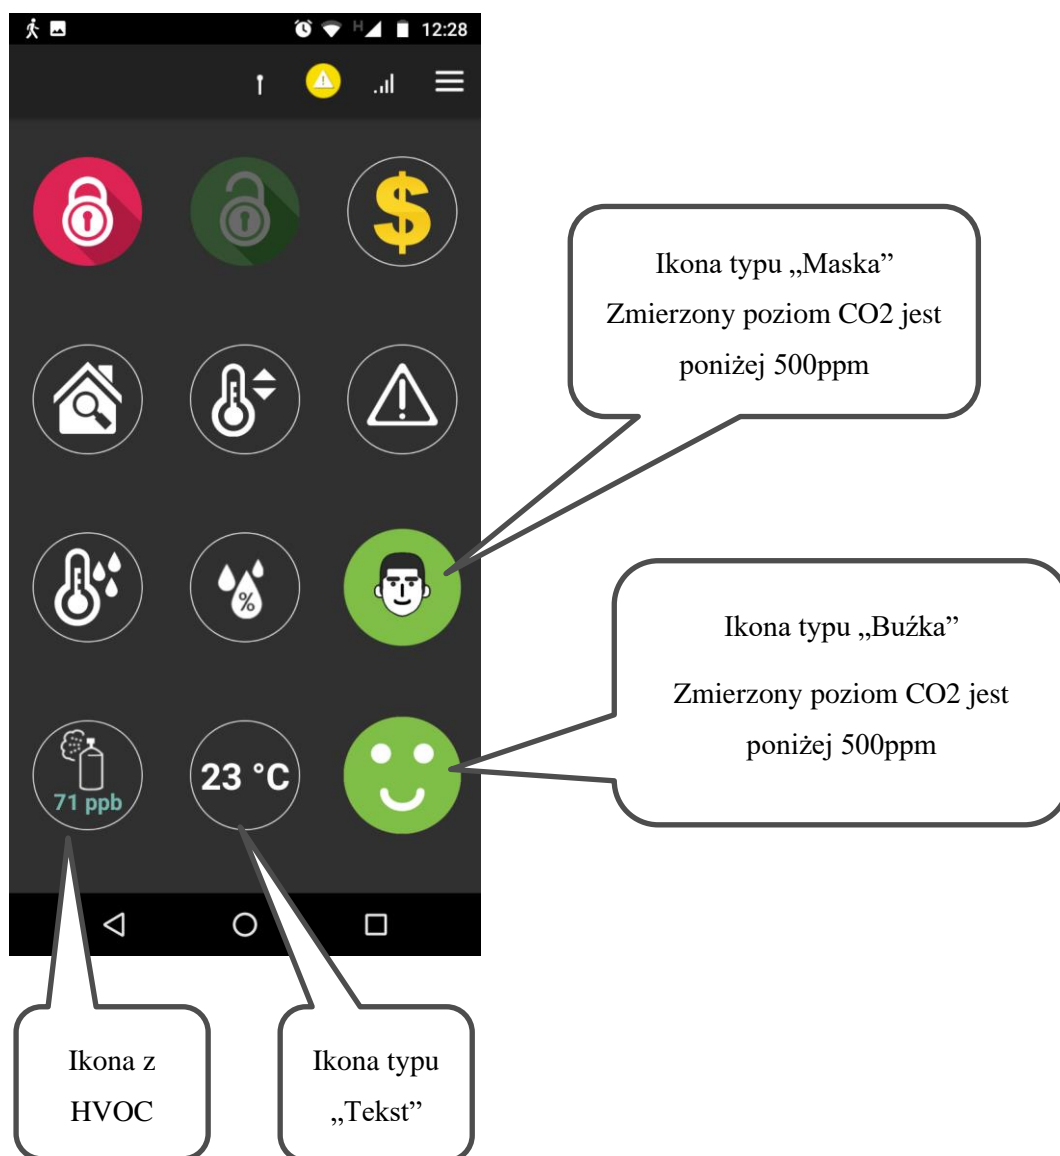 H
12:28
$
Ikona typu „Maska”
Zmierzony poziom CO2 jest
poniżej 500ppm
%
Ikona typu „Buźka”
Zmierzony poziom CO2 jest
poniżej 500ppm
71 ppb
23 °C
Ikona z
HVOC
Ikona typu
„Tekst”